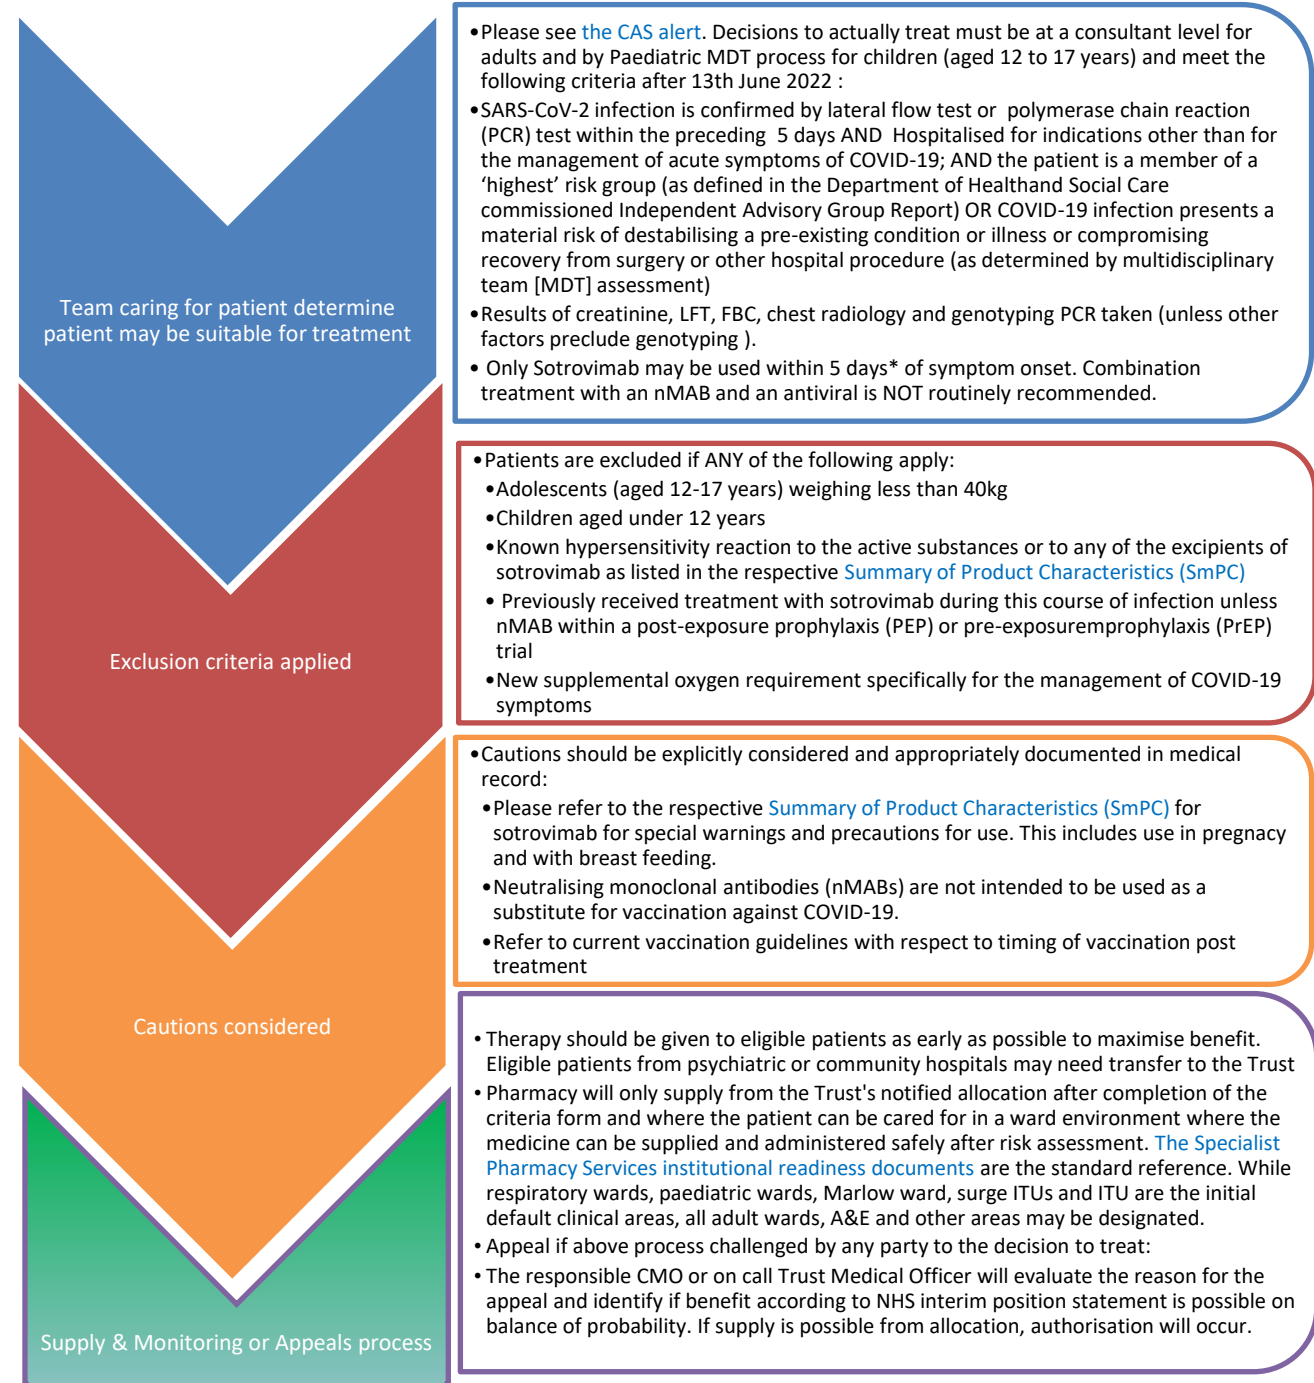 Team caring for patient determine
patient may be suitable for treatment
•Please see the CAS alert. Decisions to actually treat must be at a consultant level for
adults and by Paediatric MDT process for children (aged 12 to 17 years) and meet the
following criteria after 13th June 2022 :
•SARS-CoV-2 infection is confirmed by lateral flow test or polymerase chain reaction
(PCR) test within the preceding 5 days AND Hospitalised for indications other than for
the management of acute symptoms of COVID-19; AND the patient is a member of a
‘highest’ risk group (as defined in the Department of Healthand Social Care
commissioned Independent Advisory Group Report) OR COVID-19 infection presents a
material risk of destabilising a pre-existing condition or illness or compromising
recovery from surgery or other hospital procedure (as determined by multidisciplinary
team [MDT] assessment)
•Results of creatinine, LFT, FBC, chest radiology and genotyping PCR taken (unless other
factors preclude genotyping ).
• Only Sotrovimab may be used within 5 days* of symptom onset. Combination
treatment with an nMAB and an antiviral is NOT routinely recommended.
Exclusion criteria applied
•Patients are excluded if ANY of the following apply:
•Adolescents (aged 12-17 years) weighing less than 40kg
•Children aged under 12 years
•Known hypersensitivity reaction to the active substances or to any of the excipients of
sotrovimab as listed in the respective Summary of Product Characteristics (SmPC)
• Previously received treatment with sotrovimab during this course of infection unless
nMAB within a post-exposure prophylaxis (PEP) or pre-exposuremprophylaxis (PrEP)
trial
•New supplemental oxygen requirement specifically for the management of COVID-19
symptoms
Cautions considered
•Cautions should be explicitly considered and appropriately documented in medical
record:
•Please refer to the respective Summary of Product Characteristics (SmPC) for
sotrovimab for special warnings and precautions for use. This includes use in pregnancy
and with breast feeding.
•Neutralising monoclonal antibodies (nMABs) are not intended to be used as a
substitute for vaccination against COVID-19.
•Refer to current vaccination guidelines with respect to timing of vaccination post
treatment
Supply & Monitoring or Appeals process
• Therapy should be given to eligible patients as early as possible to maximise benefit.
Eligible patients from psychiatric or community hospitals may need transfer to the Trust
• Pharmacy will only supply from the Trust's notified allocation after completion of the
criteria form and where the patient can be cared for in a ward environment where the
medicine can be supplied and administered safely after risk assessment. The Specialist
Pharmacy Services institutional readiness documents are the standard reference. While
respiratory wards, paediatric wards, Marlow ward, surge ITUs and ITU are the initial
default clinical areas, all adult wards, A&E and other areas may be designated.
• Appeal if above process challenged by any party to the decision to treat:
• The responsible CMO or on call Trust Medical Officer will evaluate the reason for the
appeal and identify if benefit according to NHS interim position statement is possible on
balance of probability. If supply is possible from allocation, authorisation will occur.